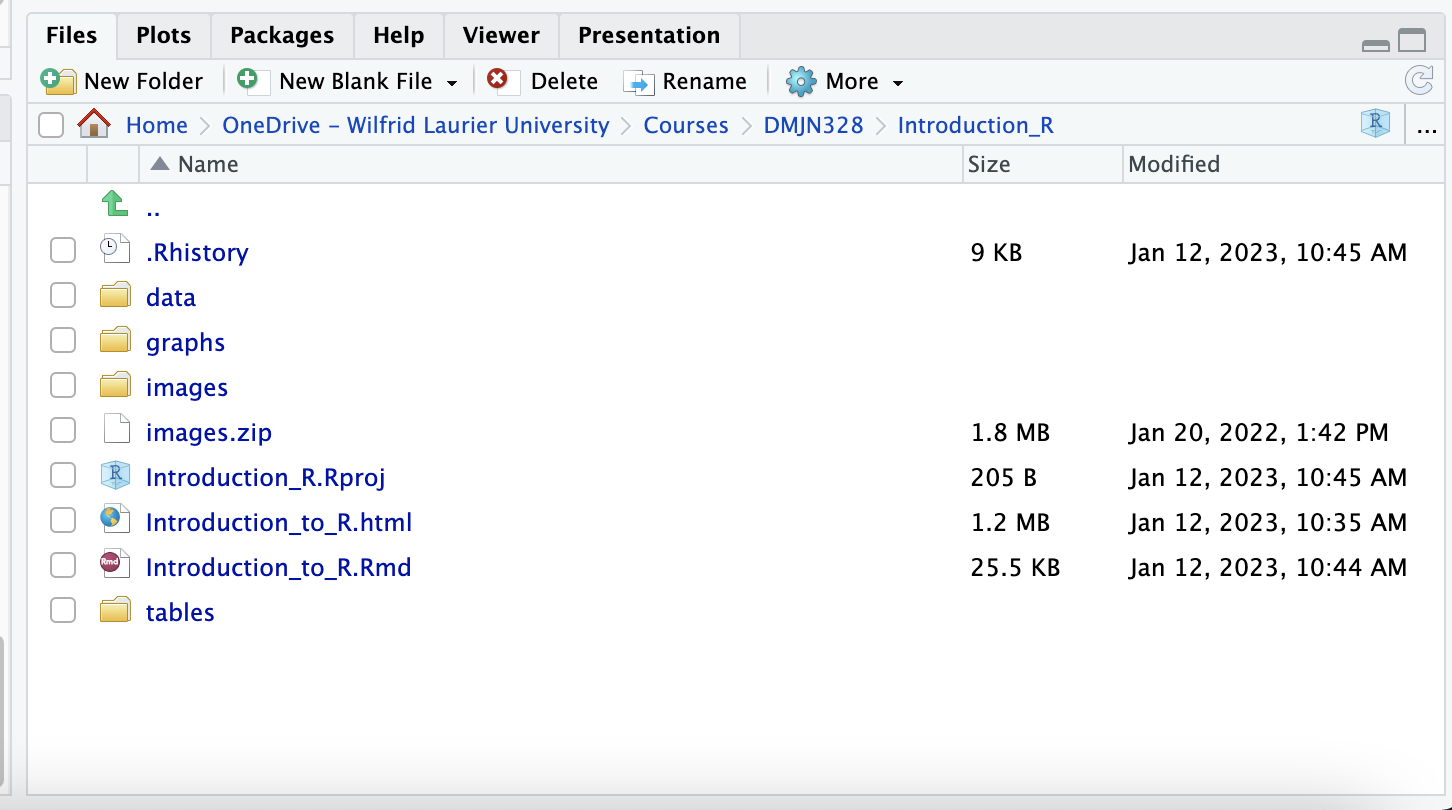 Files Plots Packages Help Viewer Presentation
New Folder New Blank File Delete Rename More
Home OneDrive – Wilfrid Laurier University Courses DMJN328 Introduction_R R ...
Name Size Modified
..
.Rhistory 9 KB Jan 12, 2023, 10:45 AM
data
graphs
images
images.zip 1.8 MB Jan 20, 2022, 1:42 PM
R Introduction_R.Rproj 205 B Jan 12, 2023, 10:45 AM
Introduction_to_R.html 1.2 MB Jan 12, 2023, 10:35 AM
Rmd Introduction_to_R.Rmd 25.5 KB Jan 12, 2023, 10:44 AM
tables